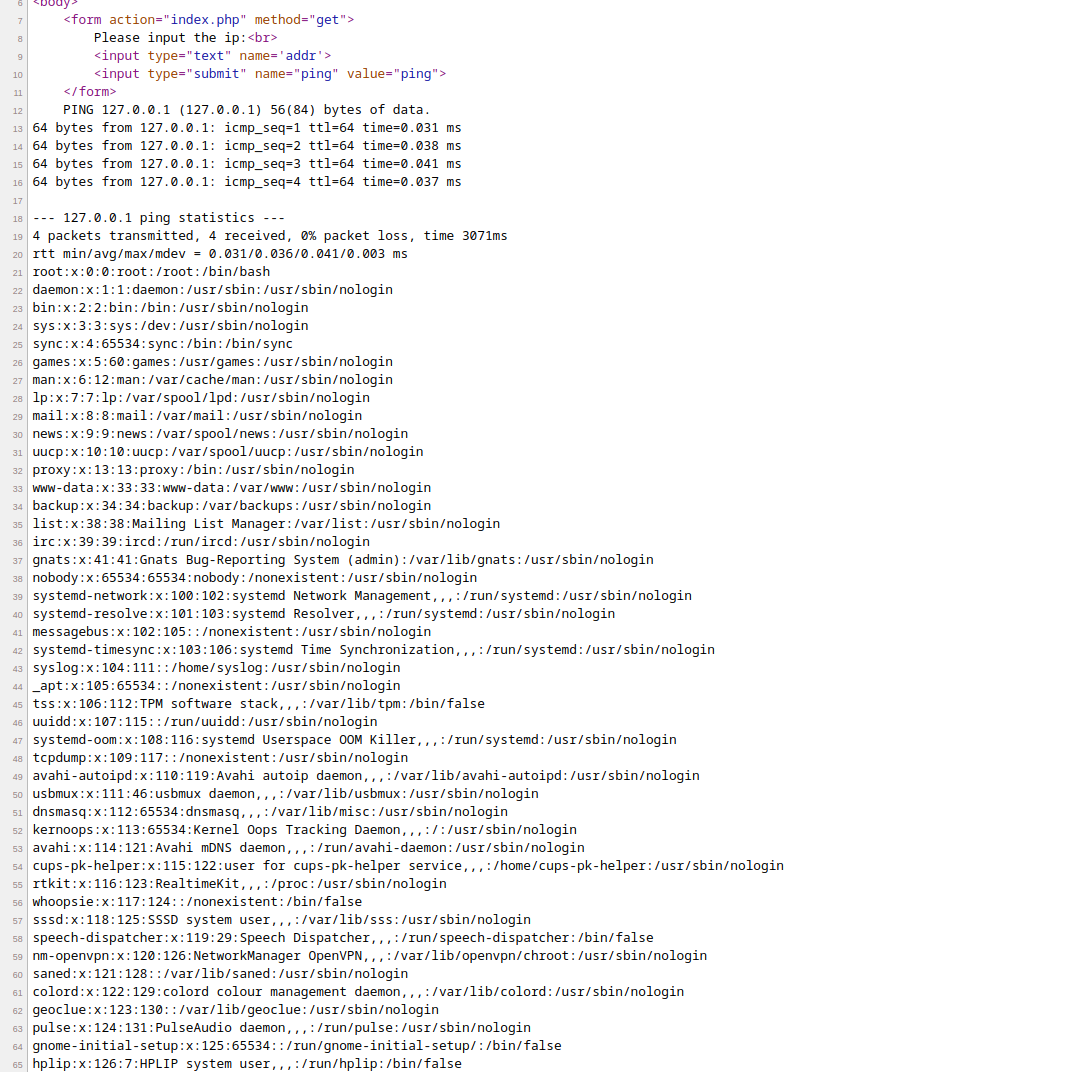 6 <body>
7 <form action="index.php" method="get">
8 Please input the ip:<br>
9 <input type="text" name='addr'>
10 <input type="submit" name="ping" value="ping">
11 </form>
12 PING 127.0.0.1 (127.0.0.1) 56(84) bytes of data.
13 64 bytes from 127.0.0.1: icmp_seq=1 ttl=64 time=0.031 ms
14 64 bytes from 127.0.0.1: icmp_seq=2 ttl=64 time=0.038 ms
15 64 bytes from 127.0.0.1: icmp_seq=3 ttl=64 time=0.041 ms
16 64 bytes from 127.0.0.1: icmp_seq=4 ttl=64 time=0.037 ms
17
18 --- 127.0.0.1 ping statistics ---
19 4 packets transmitted, 4 received, 0% packet loss, time 3071ms
20 rtt min/avg/max/mdev = 0.031/0.036/0.041/0.003 ms
21 root:x:0:0:root:/root:/bin/bash
22 daemon:x:1:1:daemon:/usr/sbin:/usr/sbin/nologin
23 bin:x:2:2:bin:/bin:/usr/sbin/nologin
24 sys:x:3:3:sys:/dev:/usr/sbin/nologin
25 sync:x:4:65534:sync:/bin:/bin/sync
26 games:x:5:60:games:/usr/games:/usr/sbin/nologin
27 man:x:6:12:man:/var/cache/man:/usr/sbin/nologin
28 lp:x:7:7:lp:/var/spool/lpd:/usr/sbin/nologin
29 mail:x:8:8:mail:/var/mail:/usr/sbin/nologin
30 news:x:9:9:news:/var/spool/news:/usr/sbin/nologin
31 uucp:x:10:10:uucp:/var/spool/uucp:/usr/sbin/nologin
32 proxy:x:13:13:proxy:/bin:/usr/sbin/nologin
33 www-data:x:33:33:www-data:/var/www:/usr/sbin/nologin
34 backup:x:34:34:backup:/var/backups:/usr/sbin/nologin
35 list:x:38:38:Mailing List Manager:/var/list:/usr/sbin/nologin
36 irc:x:39:39:ircd:/run/ircd:/usr/sbin/nologin
37 gnats:x:41:41:Gnats Bug-Reporting System (admin):/var/lib/gnats:/usr/sbin/nologin
38 nobody:x:65534:65534:nobody:/nonexistent:/usr/sbin/nologin
39 systemd-network:x:100:102:systemd Network Management,,,:/run/systemd:/usr/sbin/nologin
40 systemd-resolve:x:101:103:systemd Resolver,,,:/run/systemd:/usr/sbin/nologin
41 messagebus:x:102:105::/nonexistent:/usr/sbin/nologin
42 systemd-timesync:x:103:106:systemd Time Synchronization,,,:/run/systemd:/usr/sbin/nologin
43 syslog:x:104:111::/home/syslog:/usr/sbin/nologin
44 _apt:x:105:65534::/nonexistent:/usr/sbin/nologin
45 tss:x:106:112:TPM software stack,,,:/var/lib/tpm:/bin/false
46 uuidd:x:107:115::/run/uuidd:/usr/sbin/nologin
47 systemd-oom:x:108:116:systemd Userspace OOM Killer,,,:/run/systemd:/usr/sbin/nologin
48 tcpdump:x:109:117::/nonexistent:/usr/sbin/nologin
49 avahi-autoipd:x:110:119:Avahi autoip daemon,,,:/var/lib/avahi-autoipd:/usr/sbin/nologin
50 usbmux:x:111:46:usbmux daemon,,,:/var/lib/usbmux:/usr/sbin/nologin
51 dnsmasq:x:112:65534:dnsmasq,,,:/var/lib/misc:/usr/sbin/nologin
52 kernoops:x:113:65534:Kernel Oops Tracking Daemon,,,:/:/usr/sbin/nologin
53 avahi:x:114:121:Avahi mDNS daemon,,,:/run/avahi-daemon:/usr/sbin/nologin
54 cups-pk-helper:x:115:122:user for cups-pk-helper service,,,:/home/cups-pk-helper:/usr/sbin/nologin
55 rtkit:x:116:123:RealtimeKit,,,:/proc:/usr/sbin/nologin
56 whoopsie:x:117:124::/nonexistent:/bin/false
57 sssd:x:118:125:SSSD system user,,,:/var/lib/sss:/usr/sbin/nologin
58 speech-dispatcher:x:119:29:Speech Dispatcher,,,:/run/speech-dispatcher:/bin/false
59 nm-openvpn:x:120:126:NetworkManager OpenVPN,,,:/var/lib/openvpn/chroot:/usr/sbin/nologin
60 saned:x:121:128::/var/lib/saned:/usr/sbin/nologin
61 colord:x:122:129:colord colour management daemon,,,:/var/lib/colord:/usr/sbin/nologin
62 geoclue:x:123:130::/var/lib/geoclue:/usr/sbin/nologin
63 pulse:x:124:131:PulseAudio daemon,,,:/run/pulse:/usr/sbin/nologin
64 gnome-initial-setup:x:125:65534::/run/gnome-initial-setup/:/bin/false
65 hplip:x:126:7:HPLIP system user,,,:/run/hplip:/bin/false